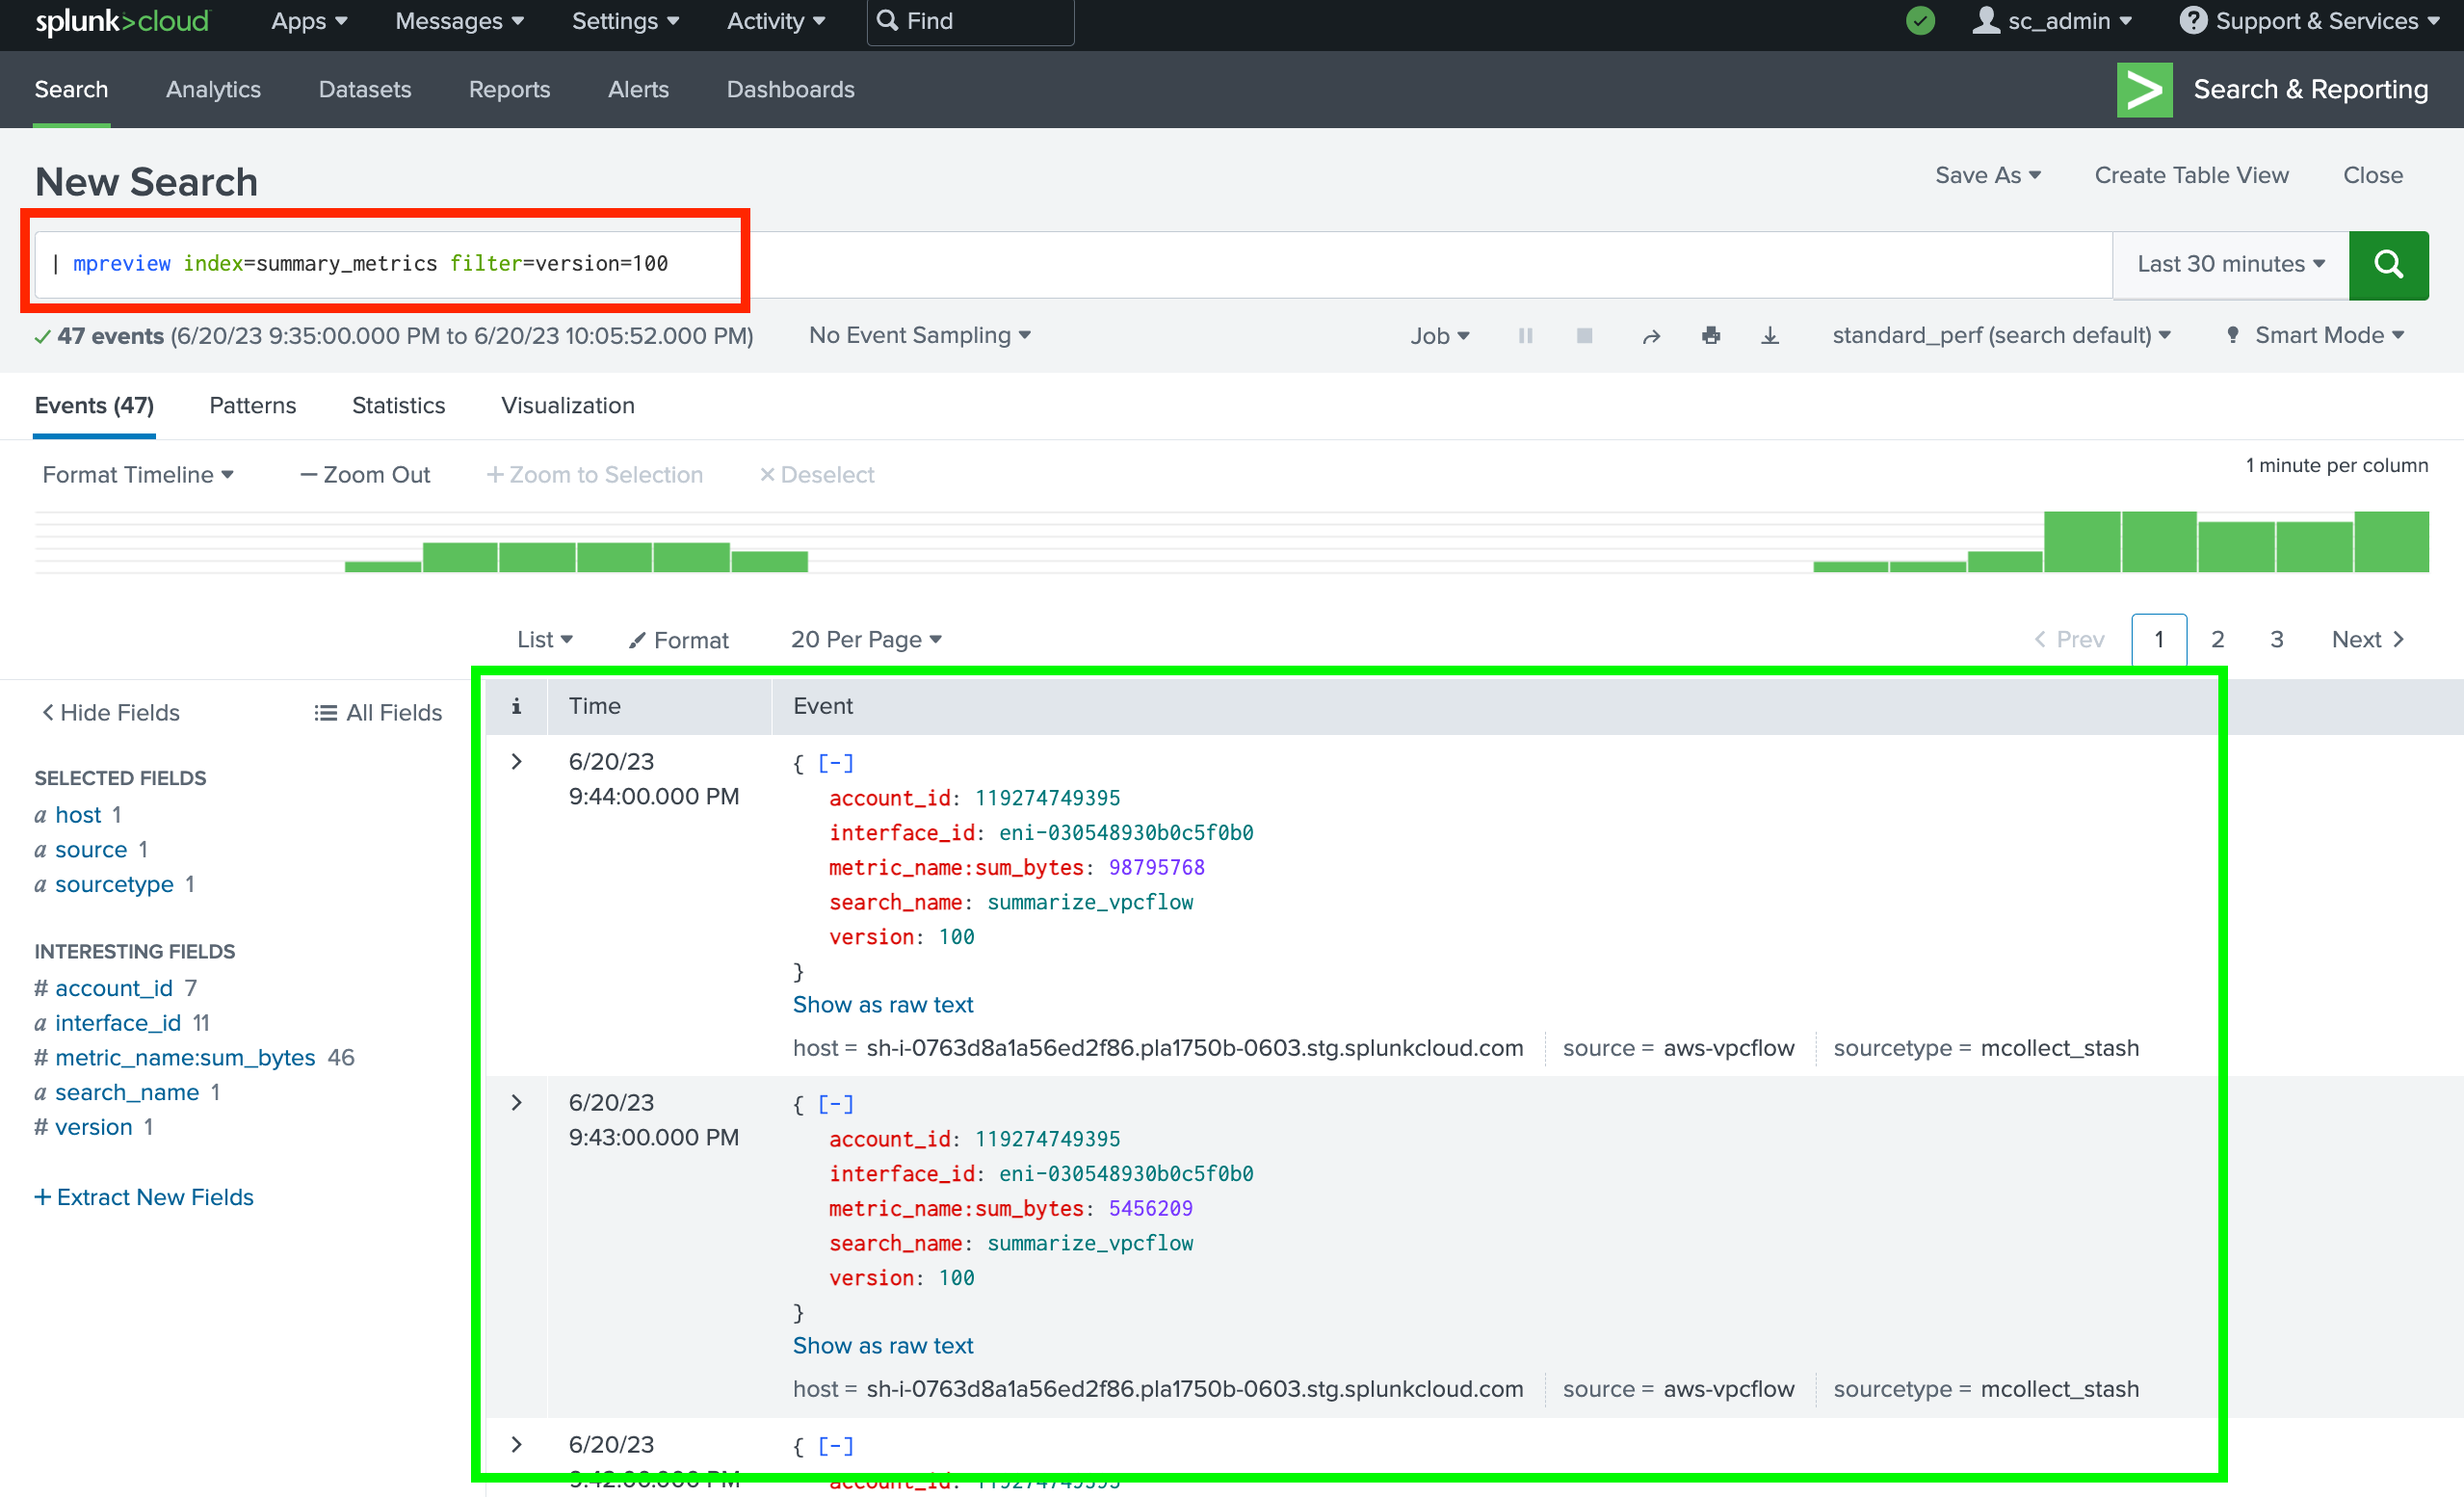 splunk>cloud Apps Messages Settings Activity Find sc_admin ? Support & Services
Search Analytics Datasets Reports Alerts Dashboards > Search & Reporting
New Search Save As Create Table View Close
| mpreview index=summary_metrics filter=version=100 Last 30 minutes
47 events (6/20/23 9:35:00.000 PM to 6/20/23 10:05:52.000 PM) No Event Sampling Job standard_perf (search default) Smart Mode
Events (47) Patterns Statistics Visualization
Format Timeline — Zoom Out + Zoom to Selection × Deselect 1 minute per column
List Format 20 Per Page < Prev 1 2 3 Next >
< Hide Fields All Fields
SELECTED FIELDS
a host 1
a source 1
a sourcetype 1
INTERESTING FIELDS
# account_id 7
a interface_id 11
# metric_name:sum_bytes 46
a search_name 1
# version 1
+ Extract New Fields
i Time Event
> 6/20/23 { [-]
9:44:00.000 PM account_id: 119274749395
interface_id: eni-030548930b0c5f0b0
metric_name:sum_bytes: 98795768
search_name: summarize_vpcflow
version: 100
}
Show as raw text
host = sh-i-0763d8a1a56ed2f86.pla1750b-0603.stg.splunkcloud.com source = aws-vpcflow sourcetype = mcollect_stash
> 6/20/23 { [-]
9:43:00.000 PM account_id: 119274749395
interface_id: eni-030548930b0c5f0b0
metric_name:sum_bytes: 5456209
search_name: summarize_vpcflow
version: 100
}
Show as raw text
host = sh-i-0763d8a1a56ed2f86.pla1750b-0603.stg.splunkcloud.com source = aws-vpcflow sourcetype = mcollect_stash
> 6/20/23 { [-]
9:42:00.000 PM account_id: 119274749395